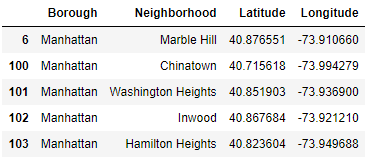 Borough Neighborhood Latitude Longitude
6 Manhattan Marble Hill 40.876551 -73.910660
100 Manhattan Chinatown 40.715618 -73.994279
101 Manhattan Washington Heights 40.851903 -73.936900
102 Manhattan Inwood 40.867684 -73.921210
103 Manhattan Hamilton Heights 40.823604 -73.949688